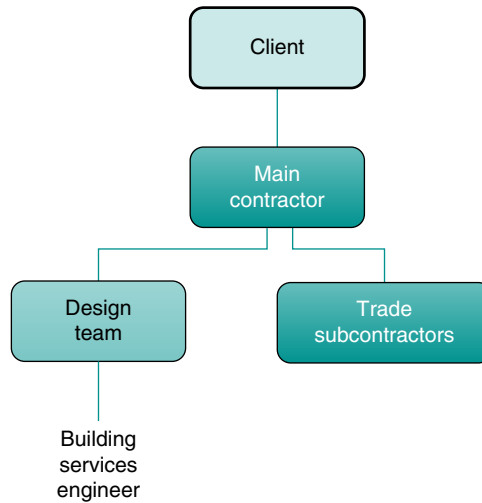 Client
Main
contractor
Design
team
Trade
subcontractors
Building
services
engineer